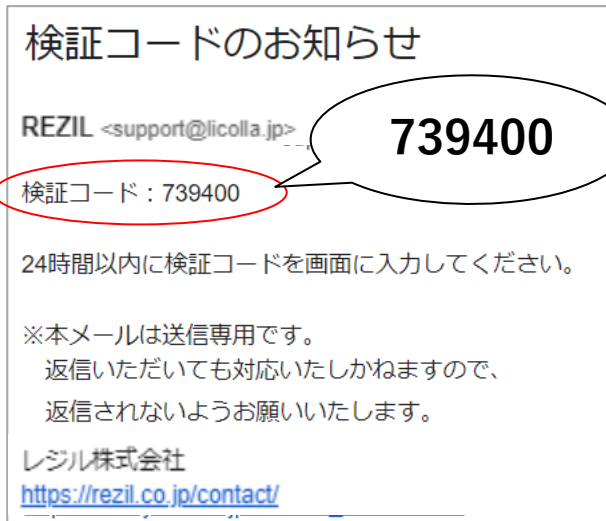 検証コードのお知らせ
REZIL <support@licolla.jp>
739400
検証コード：739400
24時間以内に検証コードを画面に入力してください。
※本メールは送信専用です。
返信いただいても対応いたしかねますので、
返信されないようお願いいたします。
レジル株式会社
https://rezil.co.jp/contact/